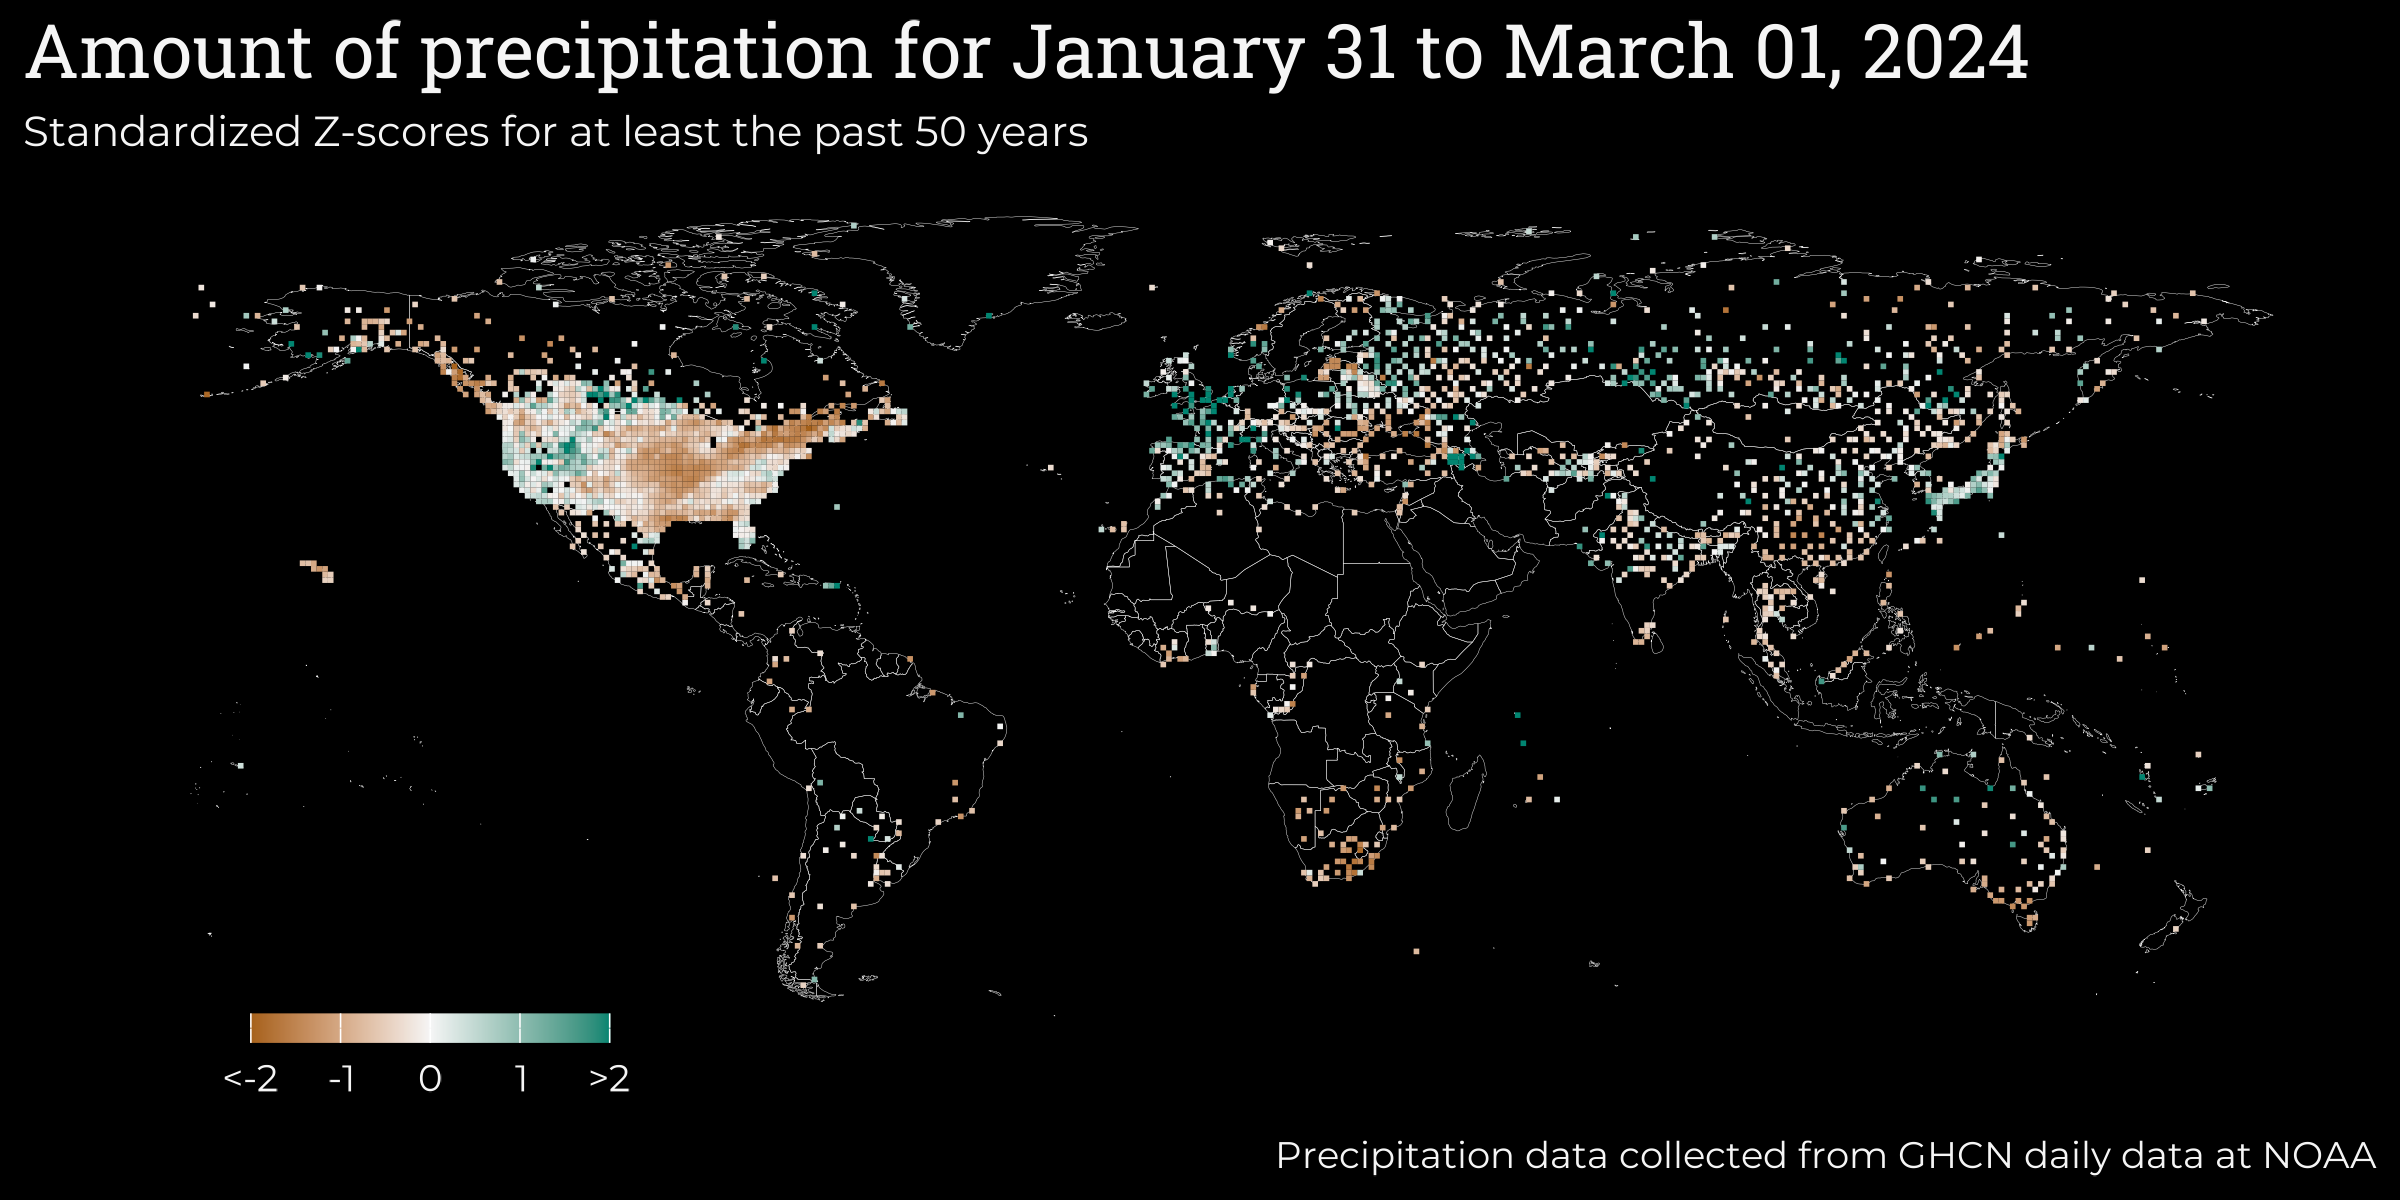 Amount of precipitation for January 31 to March 01, 2024
Standardized Z-scores for at least the past 50 years
<-2 -1 0 1 >2
Precipitation data collected from GHCN daily data at NOAA